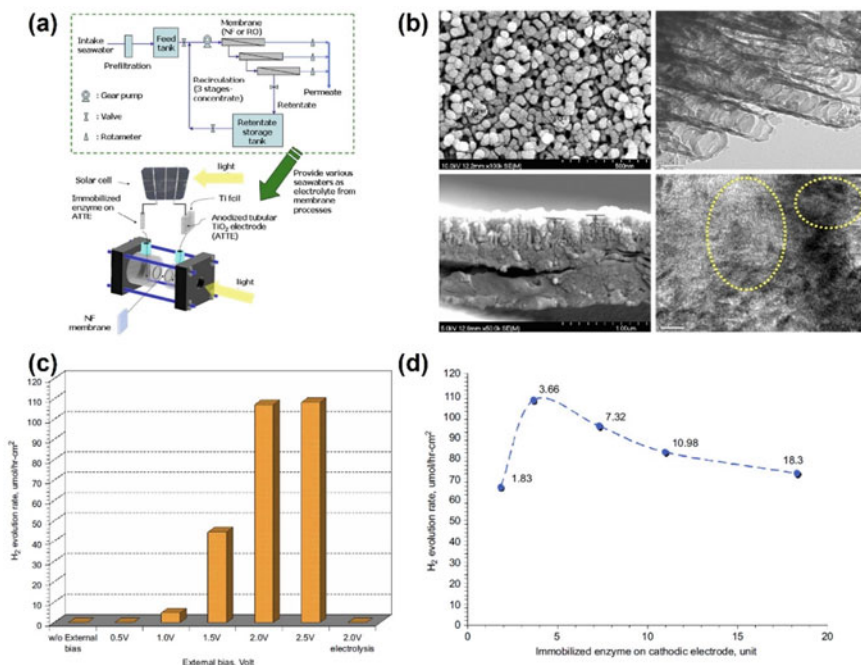 (a)
Membrane
(NF or RO)
Intake
seawater
Feed
tank
Prefiltration
Recirculation
(3 stages-
concentrate)
Permeate
Retentate
: Gear pump
: Valve
: Rotameter
Retentate
storage
tank
Solar cell
light
Provide various
seawaters as
electrolyte from
membrane
processes
Immobilized
enzyme on
ATTE
Ti foil
Anodized tubular
TiO2 electrode
(ATTE)
light
NF
membrane
(b)
500nm
1.00um
(c)
H2 evolution rate, umol/hr-cm²
120
110
100
90
80
70
60
50
40
30
20
10
0
w/o External
bias
0.5V
1.0V
1.5V
2.0V
2.5V
2.0V
electrolysis
External bias, Volt
(d)
H2 evolution rate, umol/hr-cm²
120
110
100
90
80
70
60
50
40
30
20
10
0
1.83
3.66
7.32
10.98
18.3
0
5
10
15
20
Immobilized enzyme on cathodic electrode, unit